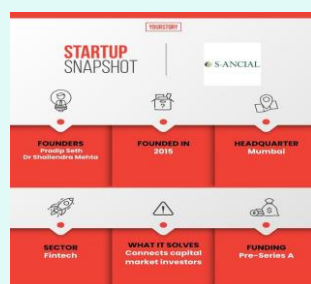 YOURSTORY
STARTUP
SNAPSHOT
S-ANCIAL
FOUNDERS
Pradip Seth
Dr Shailendra Mehta
FOUNDED IN
2015
HEADQUARTER
Mumbai
SECTOR
Fintech
WHAT IT SOLVES
Connects capital
market investors
FUNDING
Pre-Series A